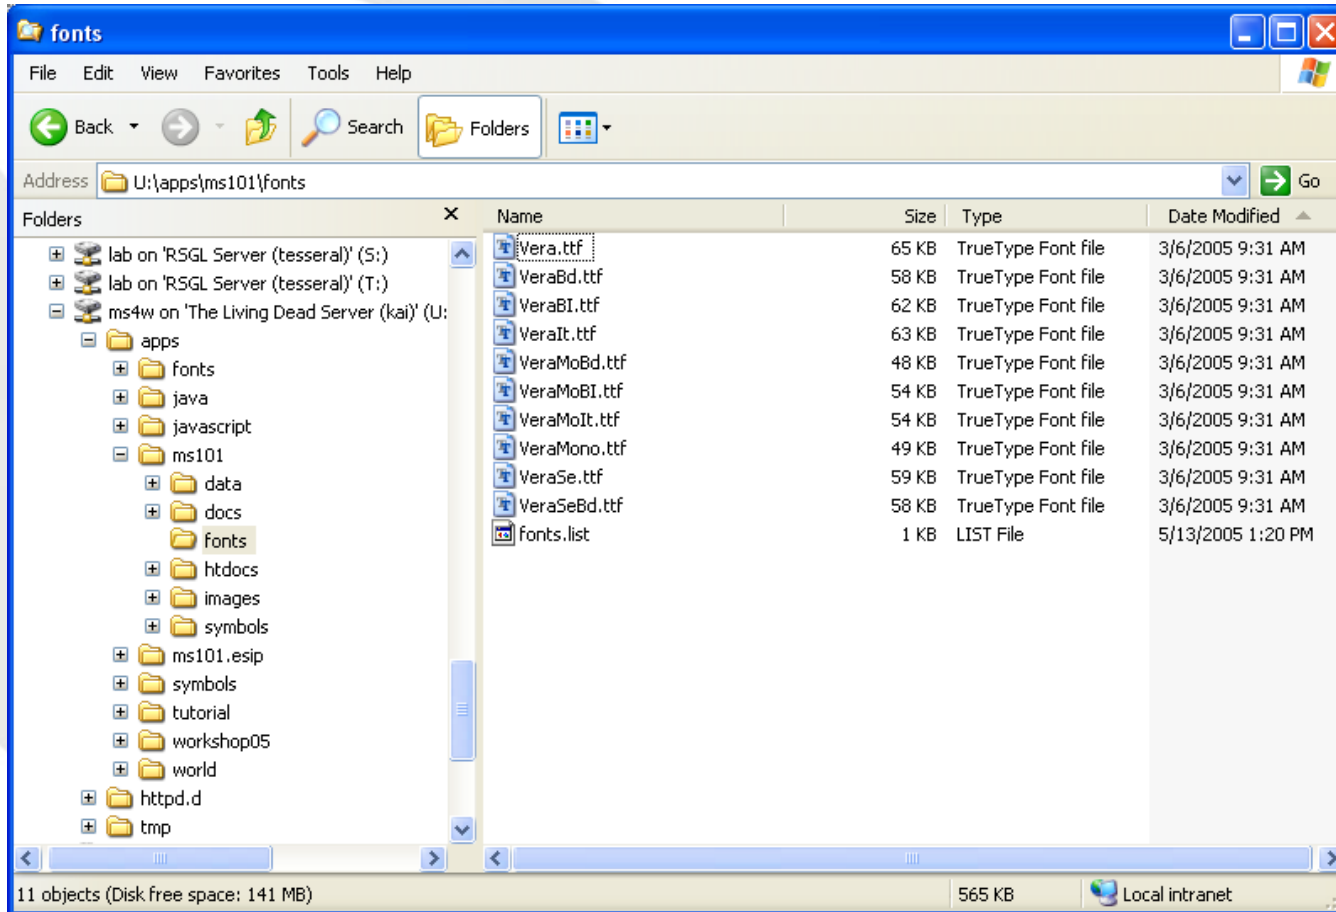 fonts
File Edit View Favorites Tools Help
Back Search Folders
Address U:\apps\ms101\fonts Go
Folders
lab on 'RSGL Server (tesseral)' (S:)
lab on 'RSGL Server (tesseral)' (T:)
ms4w on 'The Living Dead Server (kai)' (U:
apps
fonts
java
javascript
ms101
data
docs
fonts
htdocs
images
symbols
ms101.esip
symbols
tutorial
workshop05
world
httpd.d
tmp
Name Size Type Date Modified
Vera.ttf 65 KB TrueType Font file 3/6/2005 9:31 AM
VeraBd.ttf 58 KB TrueType Font file 3/6/2005 9:31 AM
VeraBI.ttf 62 KB TrueType Font file 3/6/2005 9:31 AM
VeraIt.ttf 63 KB TrueType Font file 3/6/2005 9:31 AM
VeraMoBd.ttf 48 KB TrueType Font file 3/6/2005 9:31 AM
VeraMoBI.ttf 54 KB TrueType Font file 3/6/2005 9:31 AM
VeraMoIt.ttf 54 KB TrueType Font file 3/6/2005 9:31 AM
VeraMono.ttf 49 KB TrueType Font file 3/6/2005 9:31 AM
VeraSe.ttf 59 KB TrueType Font file 3/6/2005 9:31 AM
VeraSeBd.ttf 58 KB TrueType Font file 3/6/2005 9:31 AM
fonts.list 1 KB LIST File 5/13/2005 1:20 PM
11 objects (Disk free space: 141 MB) 565 KB Local intranet